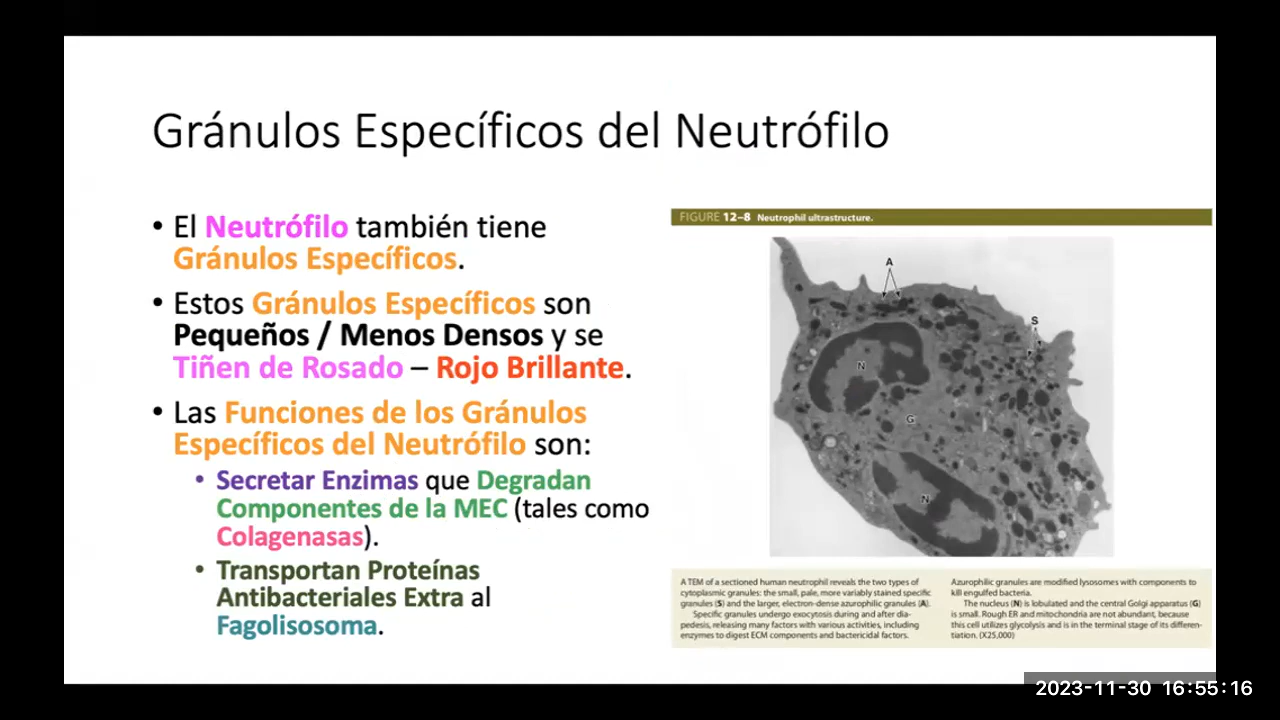 Gránulos Específicos del Neutrófilo
• El Neutrófilo también tiene
Gránulos Específicos.
• Estos Gránulos Específicos son
Pequeños / Menos Densos y se
Tiñen de Rosado – Rojo Brillante.
• Las Funciones de los Gránulos
Específicos del Neutrófilo son:
• Secretar Enzimas que Degradan
Componentes de la MEC (tales como
Colagenasas).
• Transportan Proteínas
Antibacteriales Extra al
Fagolisosoma.
FIGURE 12–8 Neutrophil ultrastructure.
A
S
N
G
N
A TEM of a sectioned human neutrophil reveals the two types of
cytoplasmic granules: the small, pale, more variably stained specific
granules (S) and the larger, electron-dense azurophilic granules (A).
Specific granules undergo exocytosis during and after dia-
pedesis, releasing many factors with various activities, including
enzymes to digest ECM components and bactericidal factors.
Azurophilic granules are modified lysosomes with components to
kill engulfed bacteria.
The nucleus (N) is lobulated and the central Golgi apparatus (G)
is small. Rough ER and mitochondria are not abundant, because
this cell utilizes glycolysis and is in the terminal stage of its differen-
tiation. (X25,000)
2023-11-30 16:55:16